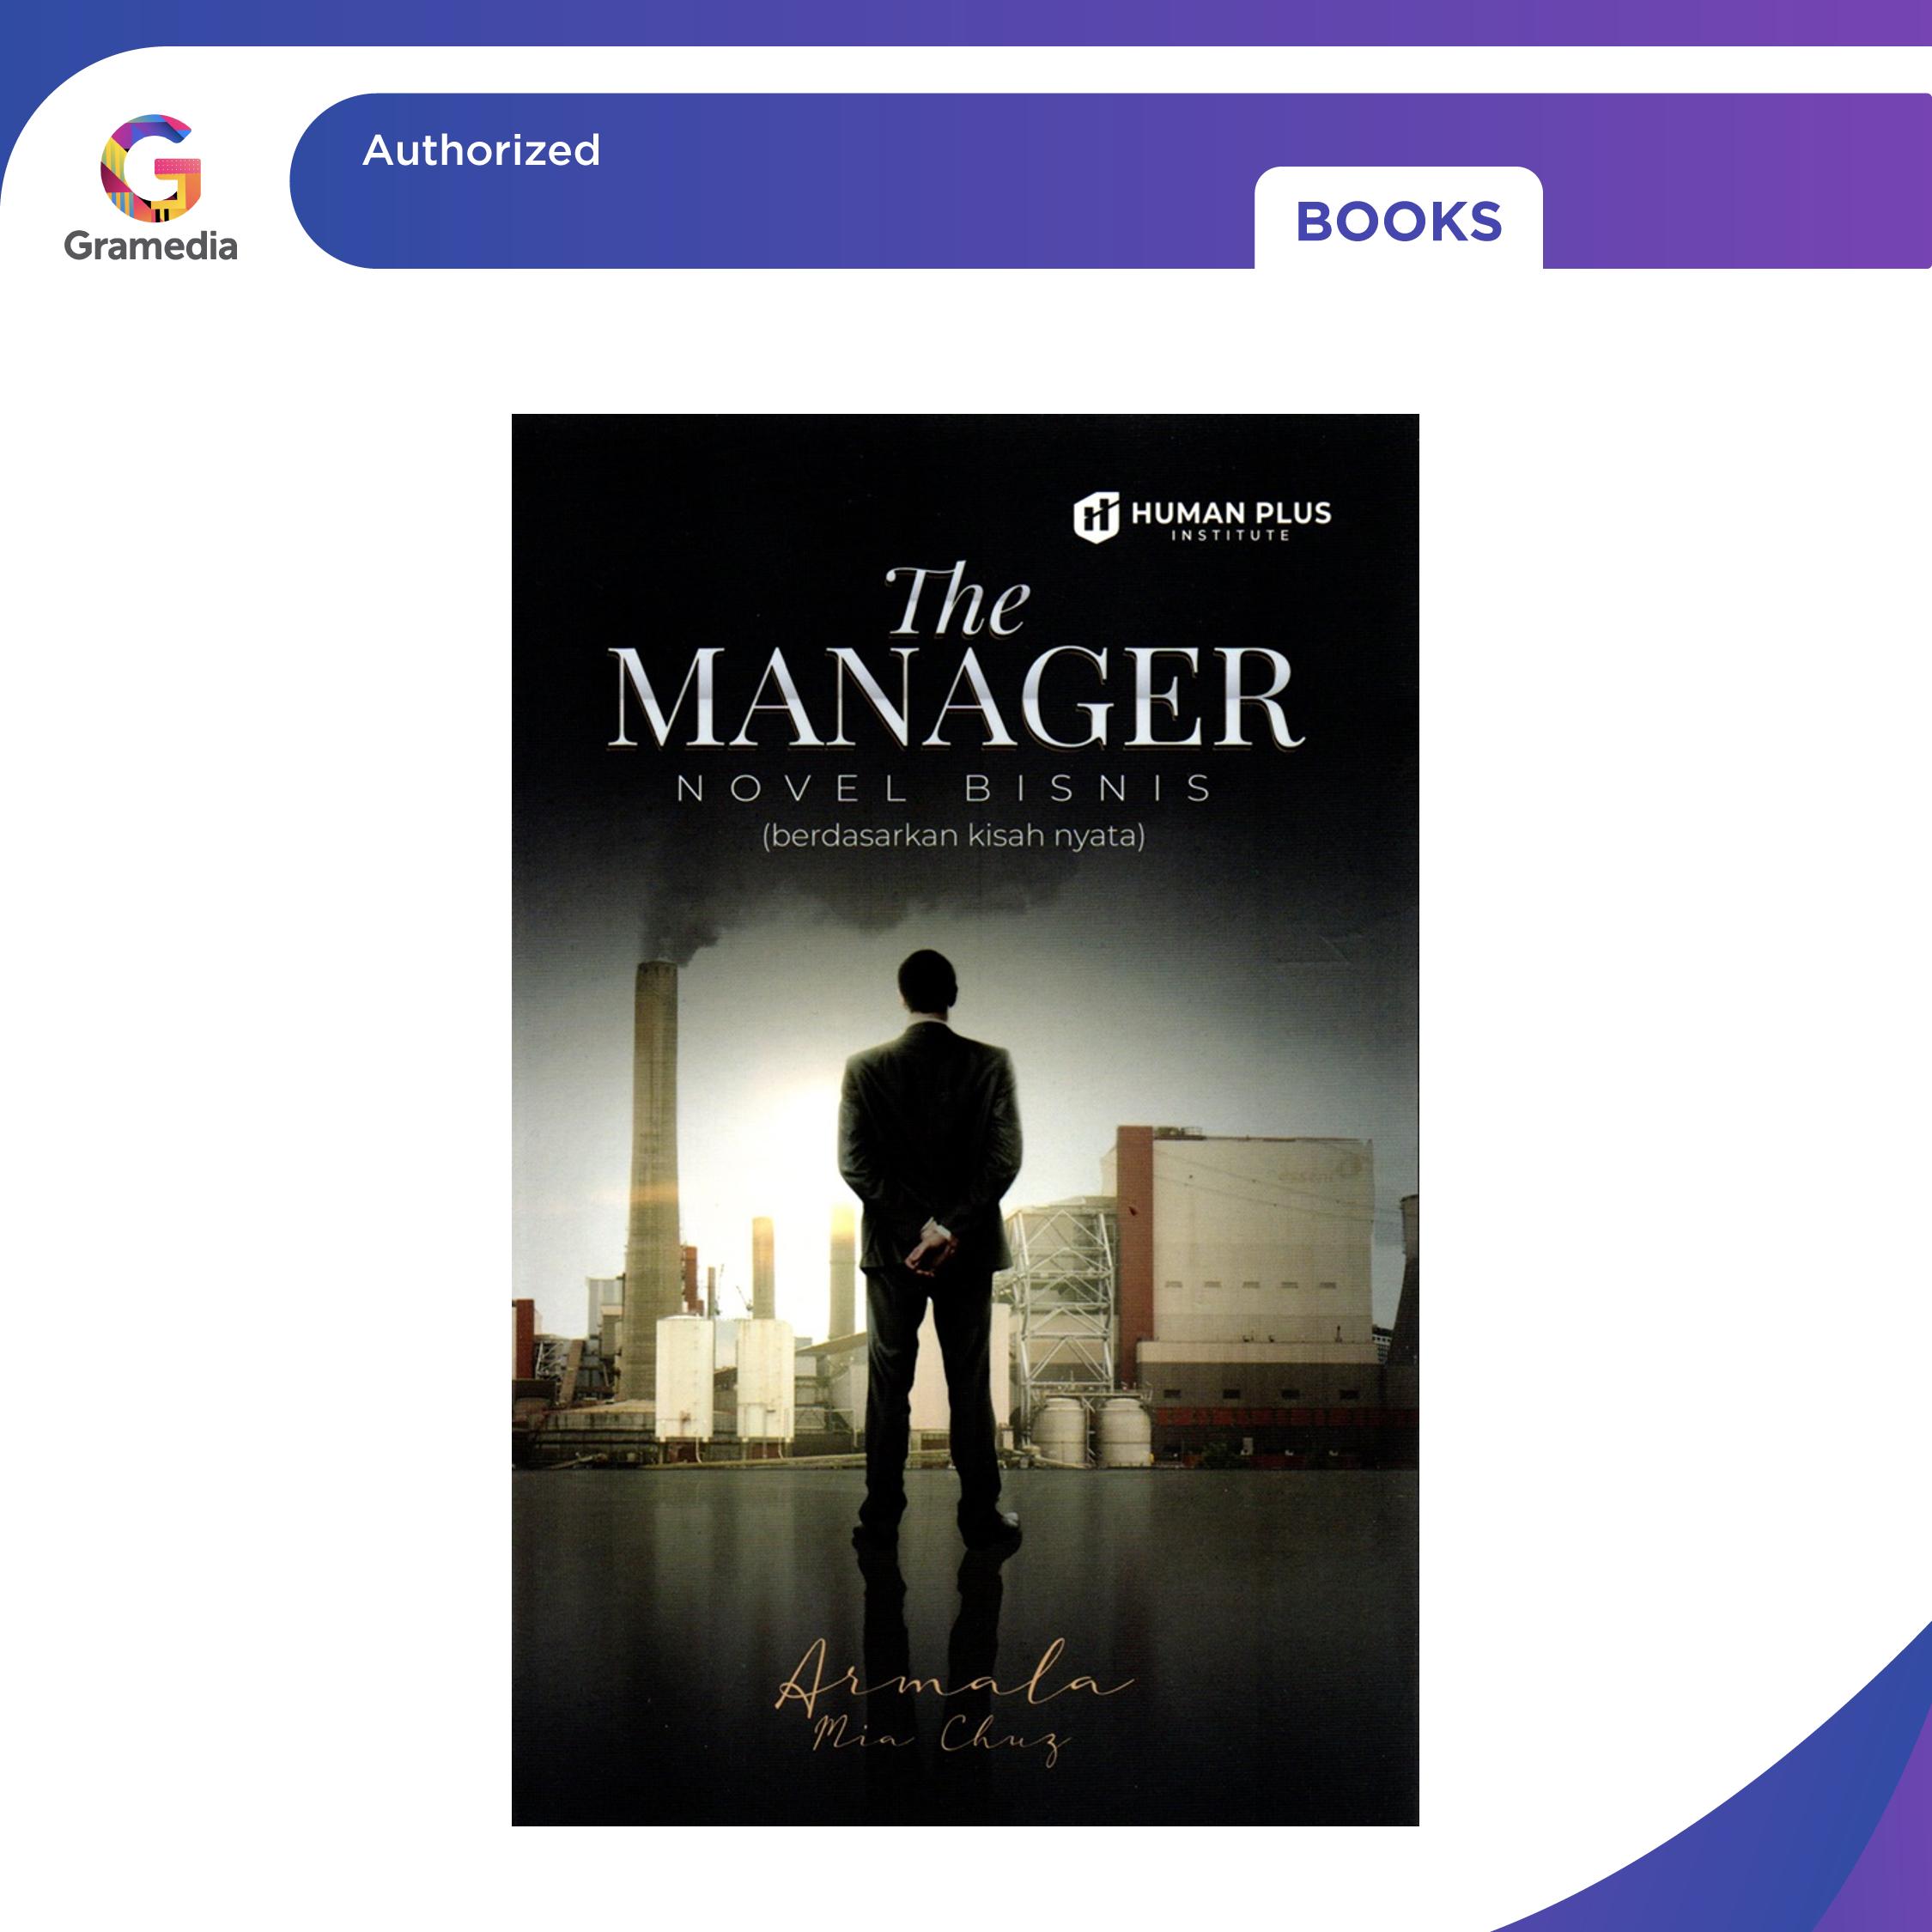 Gramedia
Authorized
BOOKS
HUMAN PLUS
INSTITUTE
The
MANAGER
NOVEL BISNIS
(berdasarkan kisah nyata)
Armala
Mia Chuz